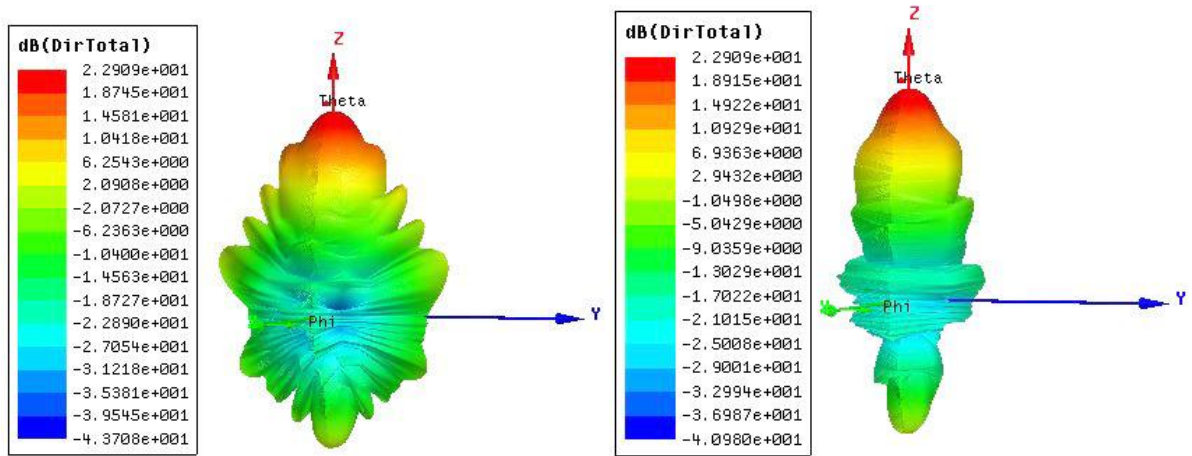 dB(DirTotal)
2.2909e+001
1.8745e+001
1.4581e+001
1.0418e+001
6.2543e+000
2.0908e+000
-2.0727e+000
-6.2363e+000
-1.0400e+001
-1.4563e+001
-1.8727e+001
-2.2890e+001
-2.7054e+001
-3.1218e+001
-3.5381e+001
-3.9545e+001
-4.3708e+001
Z
Theta
Phi
Y
dB(DirTotal)
2.2909e+001
1.8915e+001
1.4922e+001
1.0929e+001
6.9363e+000
2.9432e+000
-1.0498e+000
-5.0429e+000
-9.0359e+000
-1.3029e+001
-1.7022e+001
-2.1015e+001
-2.5008e+001
-2.9001e+001
-3.2994e+001
-3.6987e+001
-4.0980e+001
Z
Theta
Phi
Y